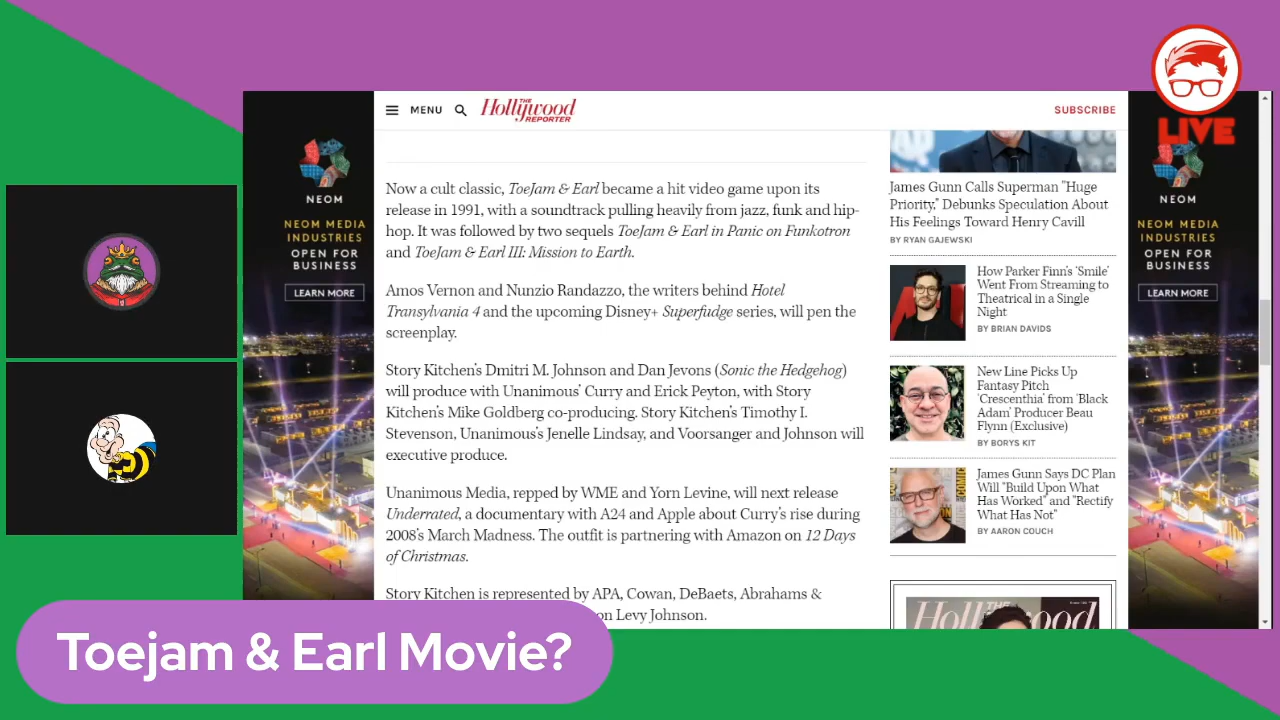 MENU
THE
Hollywood
REPORTER
SUBSCRIBE
LIVE
NEOM
NEOM MEDIA
INDUSTRIES
OPEN FOR
BUSINESS
LEARN MORE
Now a cult classic, ToeJam & Earl became a hit video game upon its
release in 1991, with a soundtrack pulling heavily from jazz, funk and hip-
hop. It was followed by two sequels ToeJam & Earl in Panic on Funkotron
and ToeJam & Earl III: Mission to Earth.
Amos Vernon and Nunzio Randazzo, the writers behind Hotel
Transylvania 4 and the upcoming Disney+ Superfudge series, will pen the
screenplay.
Story Kitchen's Dmitri M. Johnson and Dan Jevons (Sonic the Hedgehog)
will produce with Unanimous' Curry and Erick Peyton, with Story
Kitchen's Mike Goldberg co-producing. Story Kitchen's Timothy I.
Stevenson, Unanimous's Jenelle Lindsay, and Voorsanger and Johnson will
executive produce.
Unanimous Media, repped by WME and Yorn Levine, will next release
Underrated, a documentary with A24 and Apple about Curry's rise during
2008's March Madness. The outfit is partnering with Amazon on 12 Days
of Christmas.
Story Kitchen is represented by APA, Cowan, DeBaets, Abrahams &
on Levy Johnson.
James Gunn Calls Superman "Huge
Priority," Debunks Speculation About
His Feelings Toward Henry Cavill
BY RYAN GAJEWSKI
How Parker Finn's 'Smile'
Went From Streaming to
Theatrical in a Single
Night
BY BRIAN DAVIDS
New Line Picks Up
Fantasy Pitch
'Crescenthia' from 'Black
Adam' Producer Beau
Flynn (Exclusive)
BY BORYS KIT
James Gunn Says DC Plan
Will "Build Upon What
Has Worked" and "Rectify
What Has Not"
BY AARON COUCH
THE
Hollywood
NEOM
NEOM MEDIA
INDUSTRIES
OPEN FOR
BUSINESS
LEARN MORE
Toejam & Earl Movie?